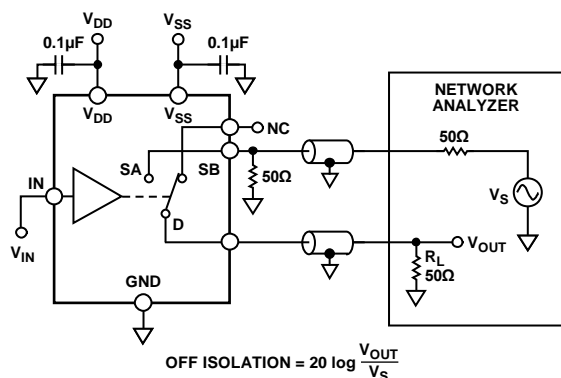 VDD
VSS
0.1µF
0.1µF
VDD
VSS
NC
NETWORK
ANALYZER
SA
SB
50Ω
50Ω
VS
IN
D
VIN
VOUT
RL
50Ω
GND
OFF ISOLATION = 20 log VOUT/VS